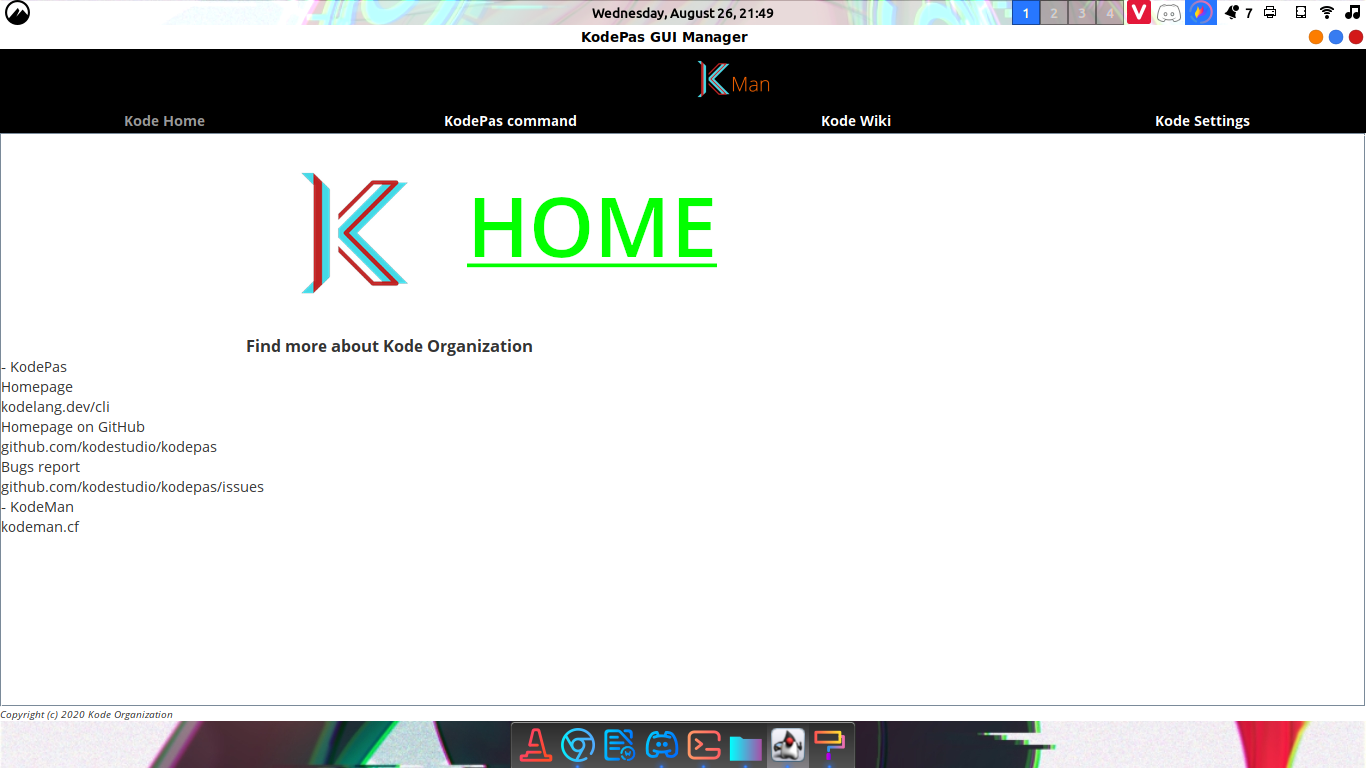 Wednesday, August 26, 21:49
1 2 3 4
7
KodePas GUI Manager
K Man
Kode Home KodePas command Kode Wiki Kode Settings
K HOME
Find more about Kode Organization
- KodePas
Homepage
kodelang.dev/cli
Homepage on GitHub
github.com/kodestudio/kodepas
Bugs report
github.com/kodestudio/kodepas/issues
- KodeMan
kodeman.cf
Copyright (c) 2020 Kode Organization